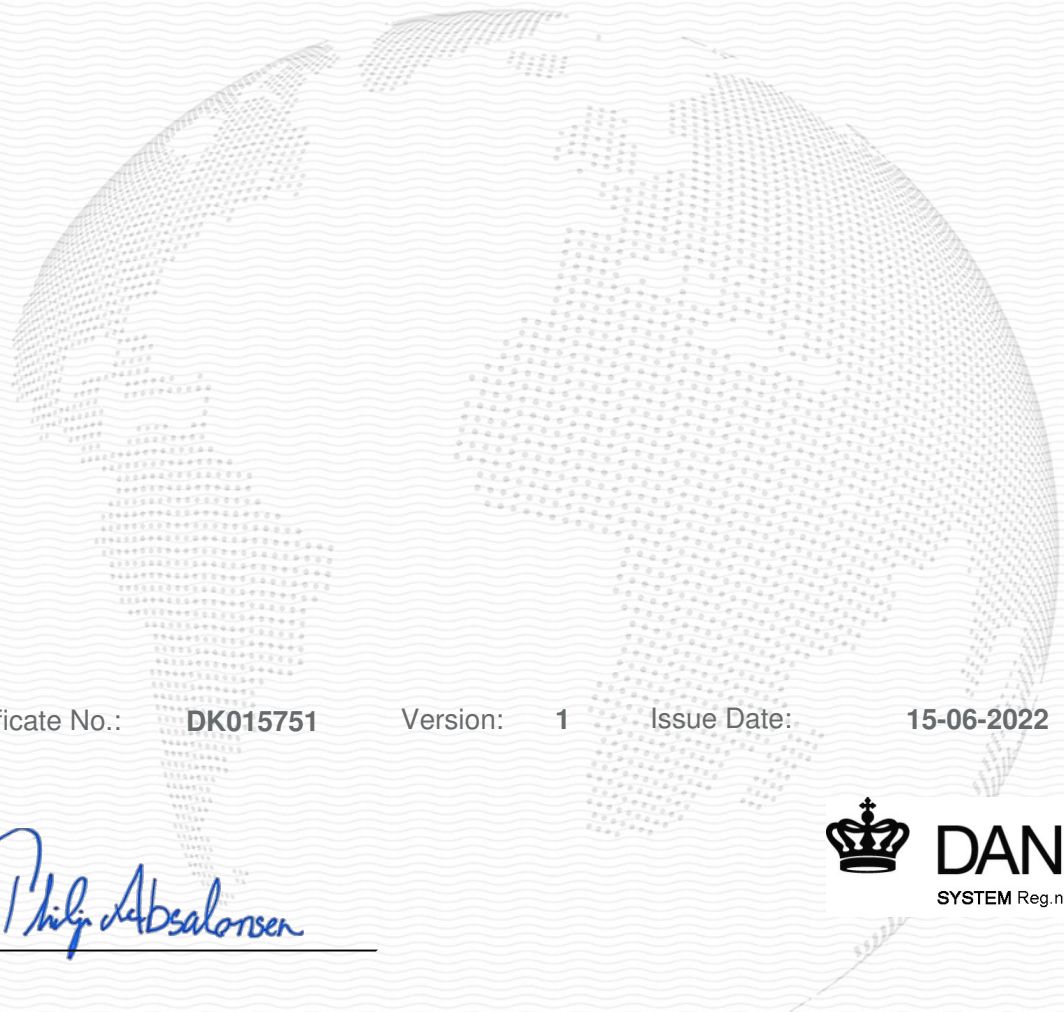 ficate No.: DK015751 Version: 1 Issue Date: 15-06-2022
Philip Absalonsen
DAN
SYSTEM Reg.n